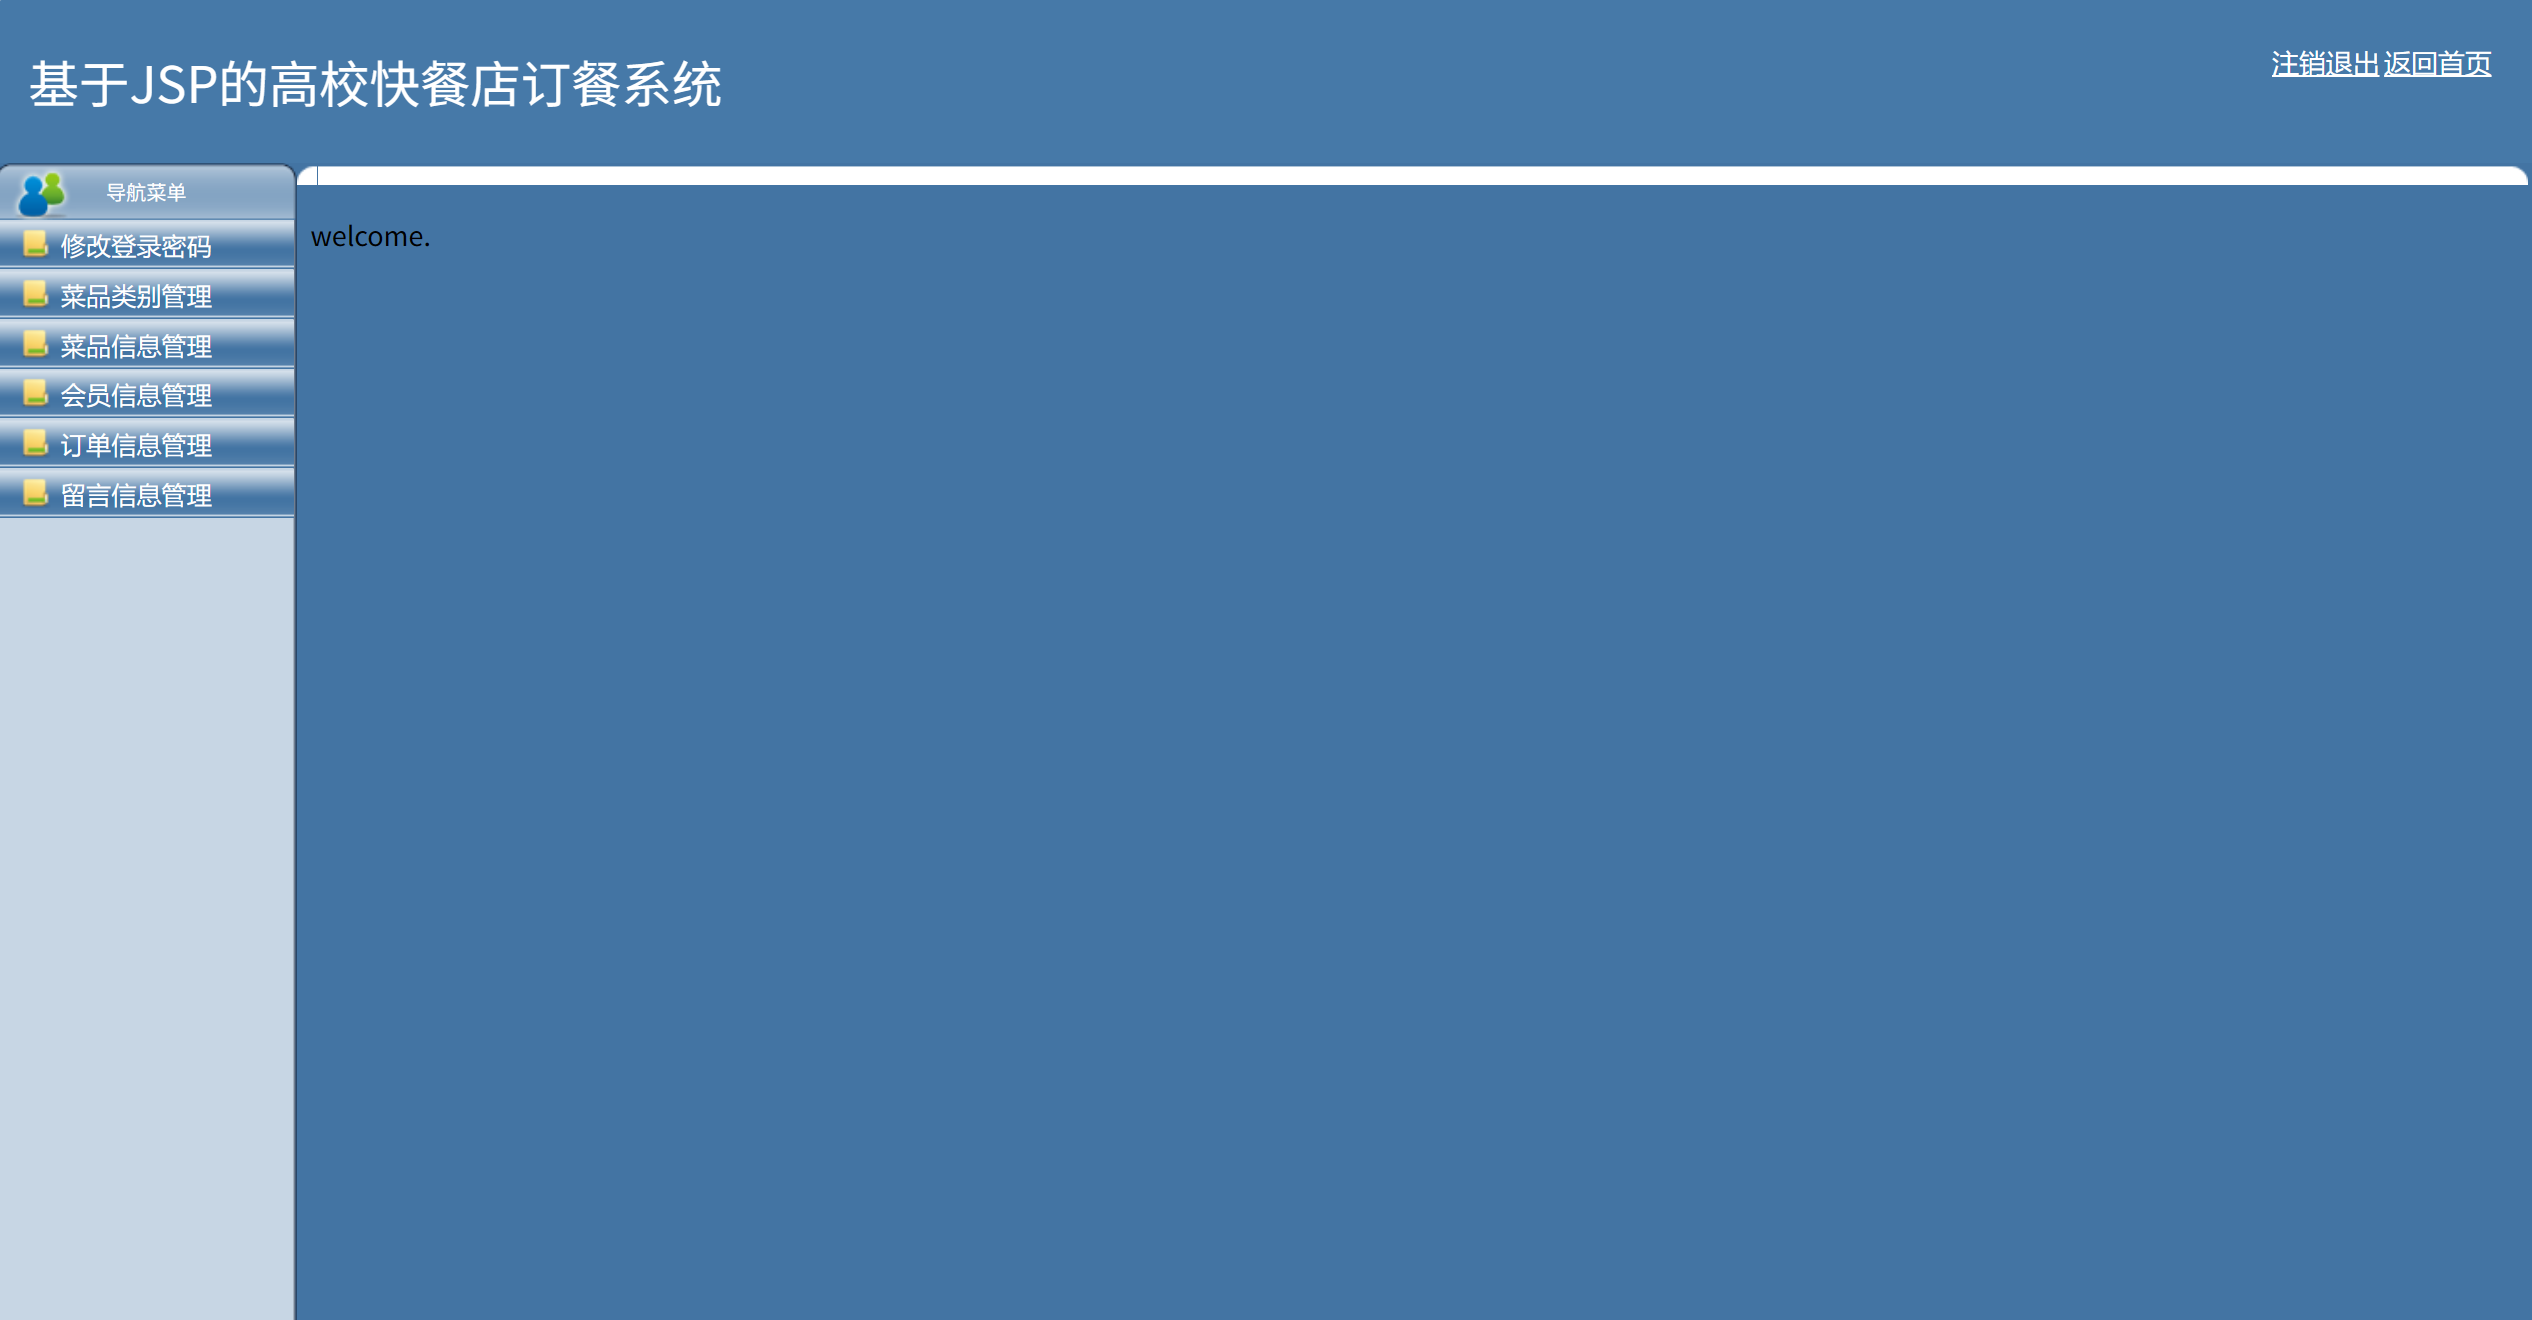 基于JSP的高校快餐店订餐系统
注销退出 返回首页
导航菜单
修改登录密码
菜品类别管理
菜品信息管理
会员信息管理
订单信息管理
留言信息管理
welcome.